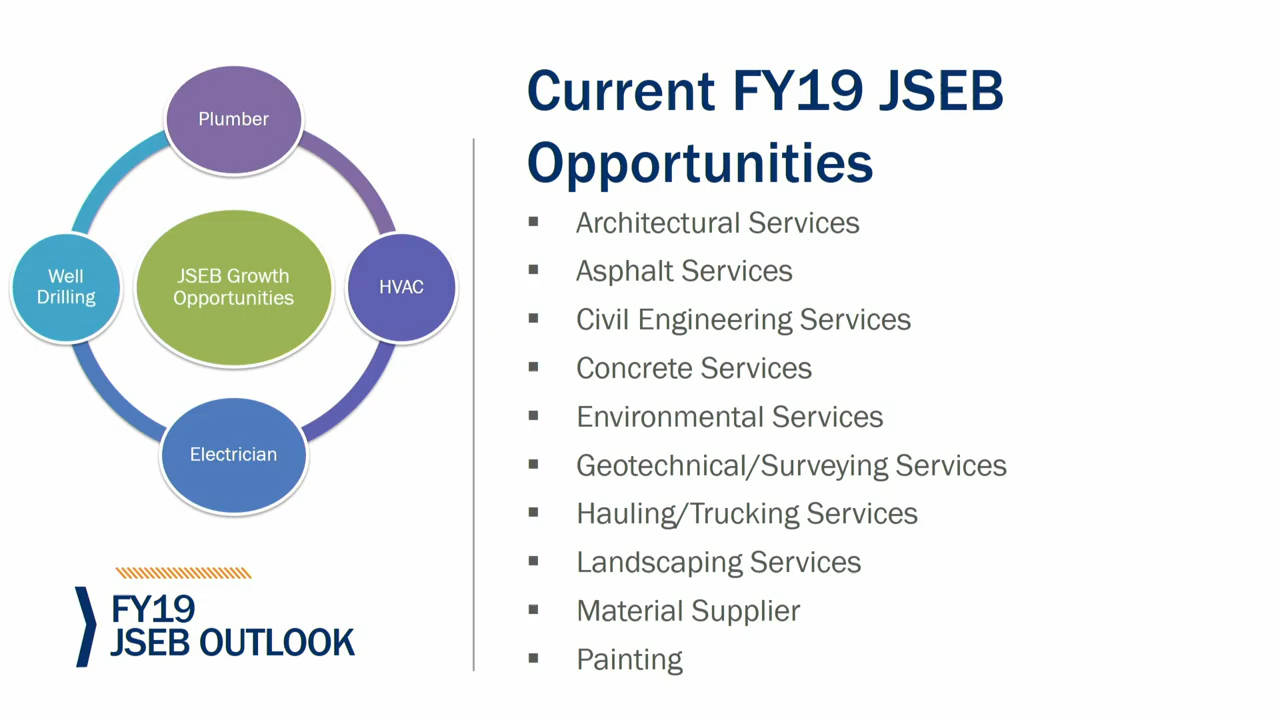 Plumber
Well
Drilling
JSEB Growth
Opportunities
HVAC
Electrician
FY19
JSEB OUTLOOK
Current FY19 JSEB
Opportunities
▪ Architectural Services
▪ Asphalt Services
▪ Civil Engineering Services
▪ Concrete Services
▪ Environmental Services
▪ Geotechnical/Surveying Services
▪ Hauling/Trucking Services
▪ Landscaping Services
▪ Material Supplier
▪ Painting